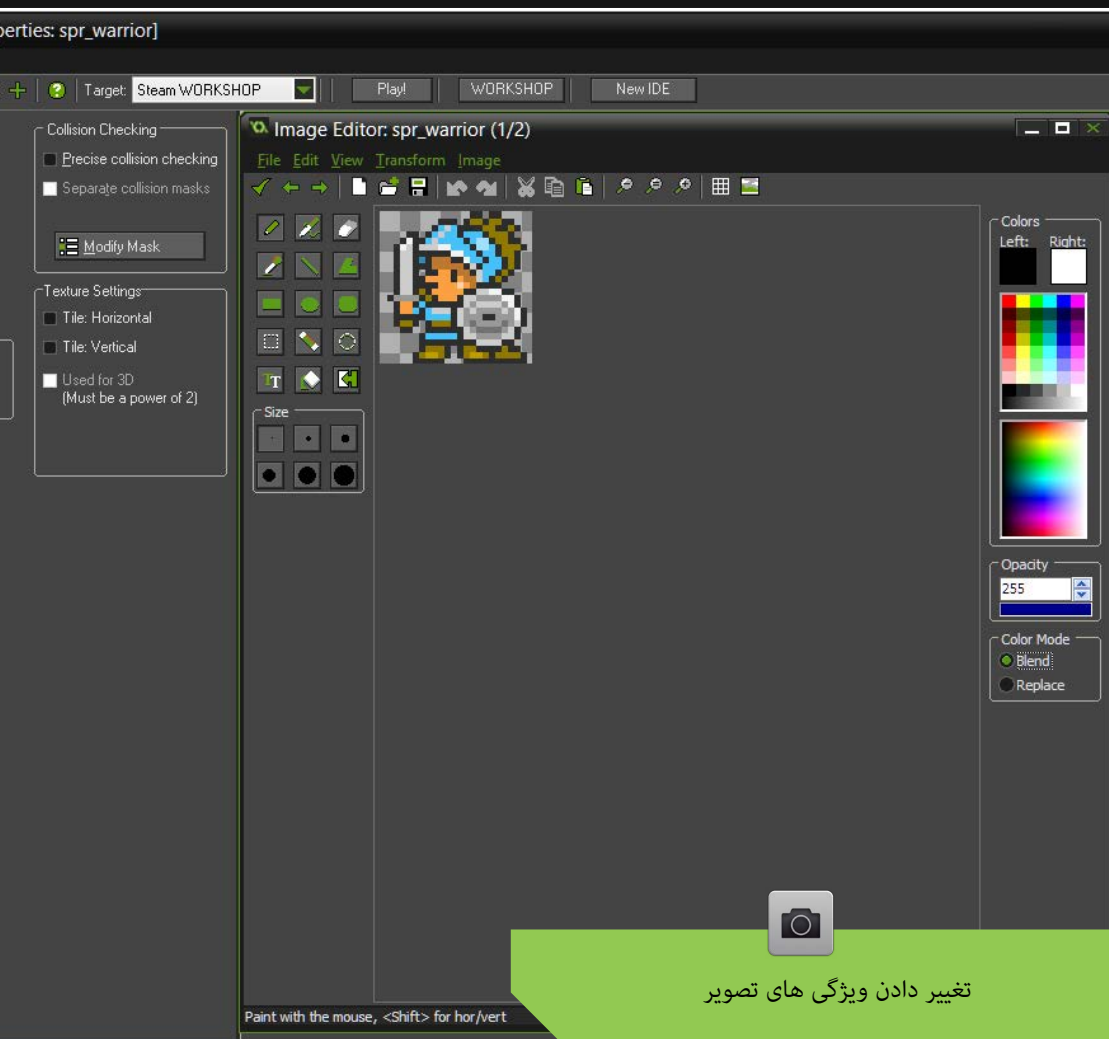 perties: spr_warrior]
Target: Steam WORKSHOP Play! WORKSHOP New IDE
Collision Checking
Precise collision checking
Separate collision masks
Modify Mask
Texture Settings
Tile: Horizontal
Tile: Vertical
Used for 3D
(Must be a power of 2)
Image Editor: spr_warrior (1/2)
File Edit View Transform Image
Size
Colors
Left: Right:
Opacity
255
Color Mode
Blend
Replace
تغییر دادن ویژگی های تصویر
Paint with the mouse, <Shift> for hor/vert